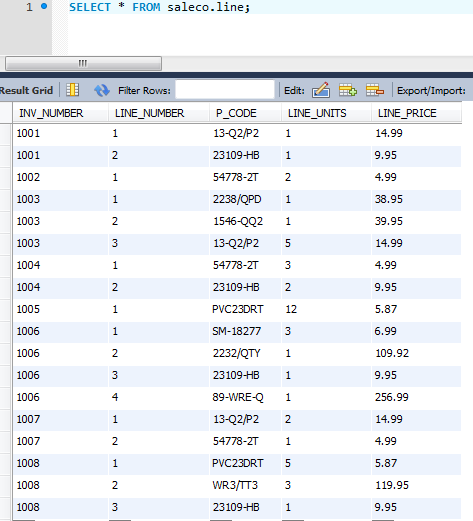 1 SELECT * FROM saleco.line;
Result Grid Filter Rows: Edit: Export/Import:
INV_NUMBER LINE_NUMBER P_CODE LINE_UNITS LINE_PRICE
1001 1 13-Q2/P2 1 14.99
1001 2 23109-HB 1 9.95
1002 1 54778-2T 2 4.99
1003 1 2238/QPD 1 38.95
1003 2 1546-QQ2 1 39.95
1003 3 13-Q2/P2 5 14.99
1004 1 54778-2T 3 4.99
1004 2 23109-HB 2 9.95
1005 1 PVC23DRT 12 5.87
1006 1 SM-18277 3 6.99
1006 2 2232/QTY 1 109.92
1006 3 23109-HB 1 9.95
1006 4 89-WRE-Q 1 256.99
1007 1 13-Q2/P2 2 14.99
1007 2 54778-2T 1 4.99
1008 1 PVC23DRT 5 5.87
1008 2 WR3/TT3 3 119.95
1008 3 23109-HB 1 9.95